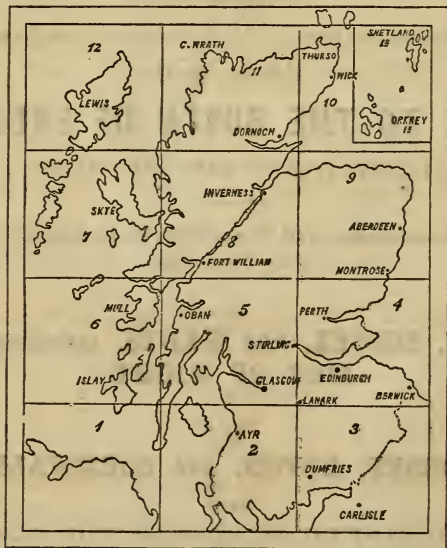 12
C. WRATH
11
THURSO
WICK
10
SHETLAND
Is
ORKNEY
Is
LEWIS
DORNOCH
9
INVERNESS
SKYE
7
8
ABERDEEN
FORT WILLIAM
MONTROSE
MULL
6
OBAN
5
PERTH
4
STERLING
ISLAY
GLASGOW
EDINBURGH
BERWICK
LANARK
1
AYR
2
3
DUMFRIES
CARLISLE